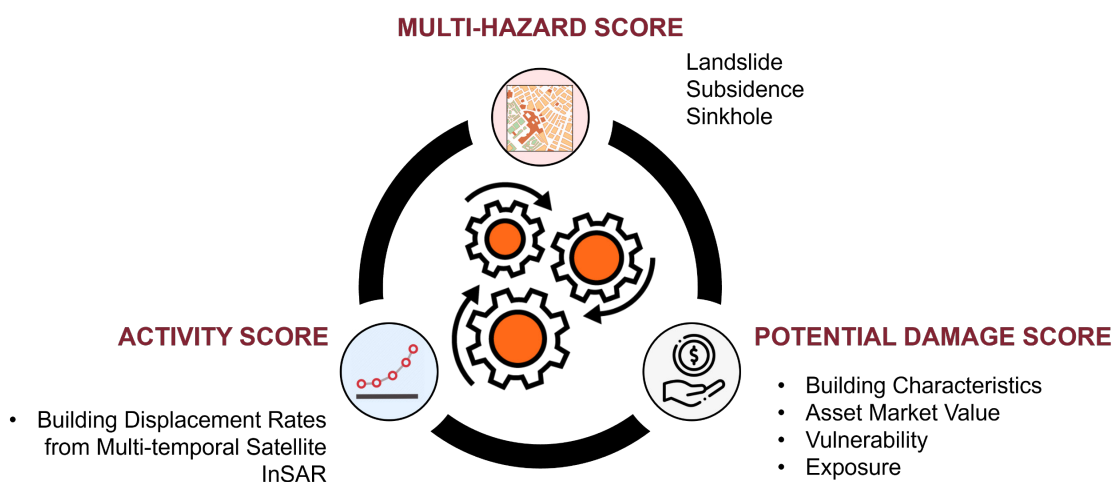 MULTI-HAZARD SCORE
Landslide
Subsidence
Sinkhole
ACTIVITY SCORE
• Building Displacement Rates
from Multi-temporal Satellite
InSAR
$
POTENTIAL DAMAGE SCORE
• Building Characteristics
• Asset Market Value
• Vulnerability
• Exposure